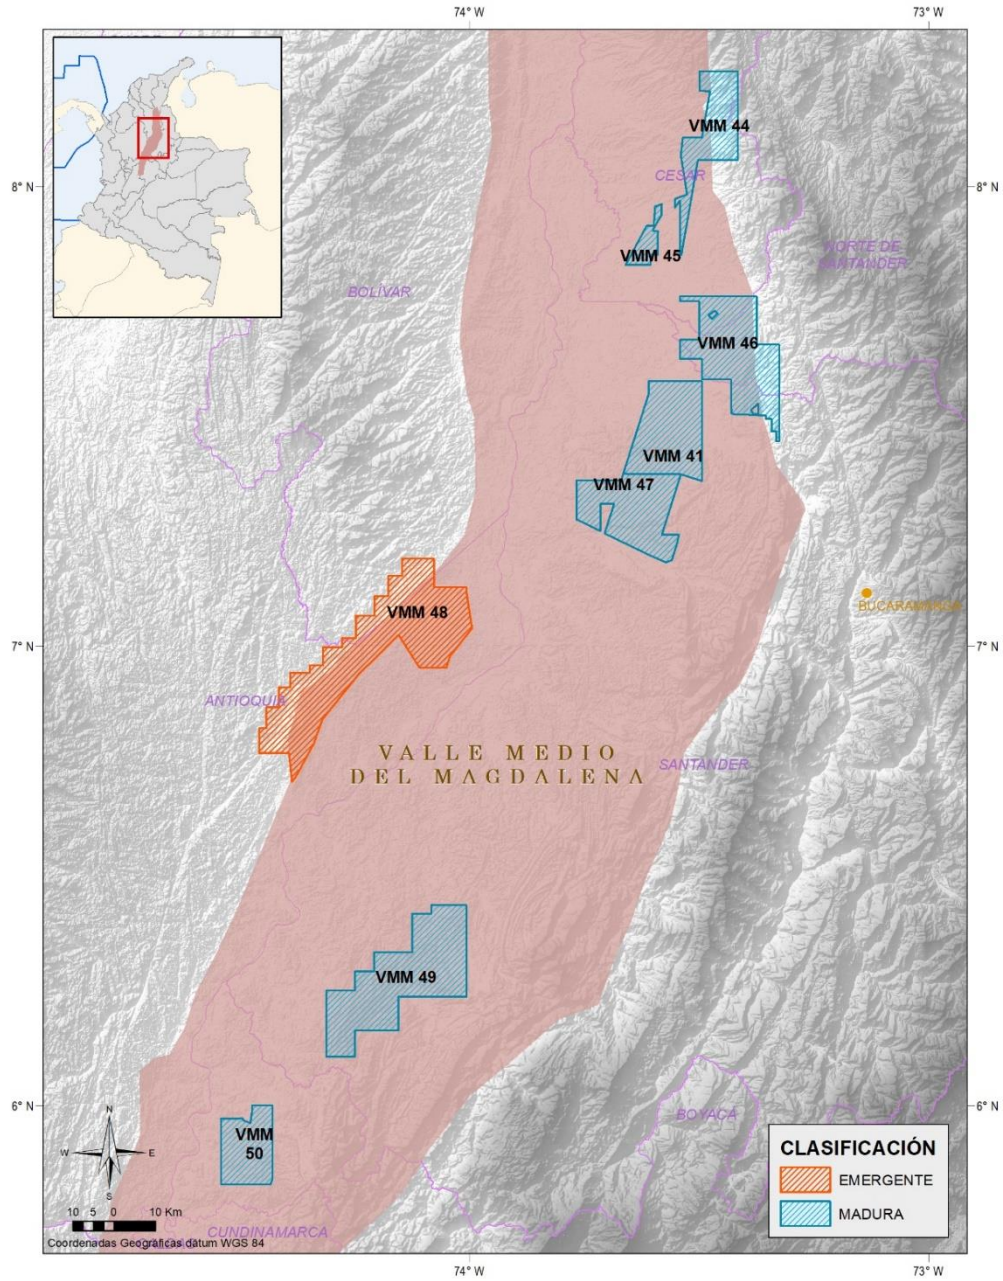 74° W
73° W
VMM 44
CESAR
8° N
8° N
NORTE DE
SANTANDER
VMM 45
BOLÍVAR
VMM 46
VMM 41
VMM 47
BUCARAMANGA
VMM 48
7° N
7° N
ANTIOQUIA
VALLE MEDIO
DEL MAGDALENA
SANTANDER
VMM 49
6° N
6° N
BOYACÁ
VMM
50
N
W
E
S
CLASIFICACIÓN
EMERGENTE
MADURA
10 5 0 10 Km
CUNDINAMARCA
CALDAS
Coordenadas Geográficas, datum WGS 84
74° W
73° W